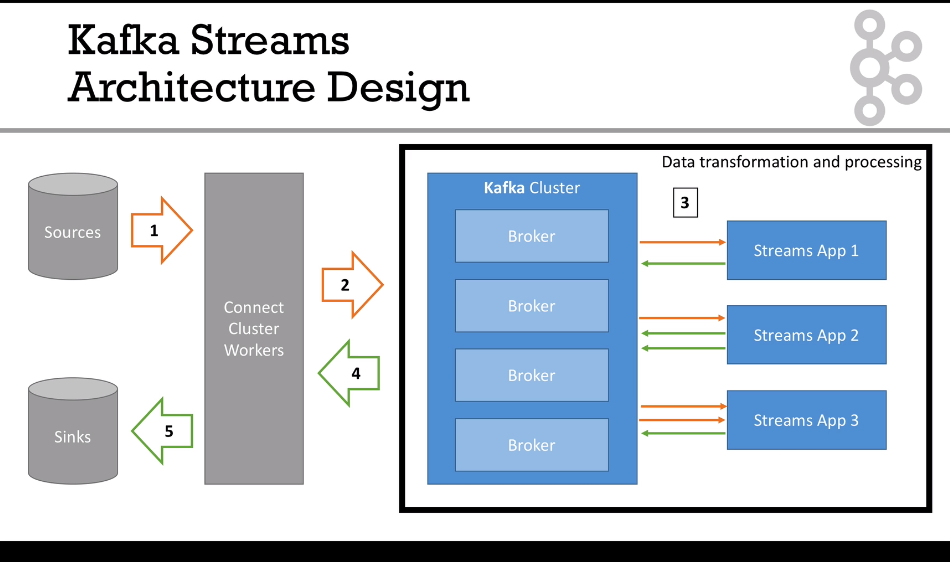 Kafka Streams
Architecture Design
Data transformation and processing
Sources
1
Connect
Cluster
Workers
2
4
5
Sinks
Kafka Cluster
Broker
Broker
Broker
Broker
3
Streams App 1
Streams App 2
Streams App 3